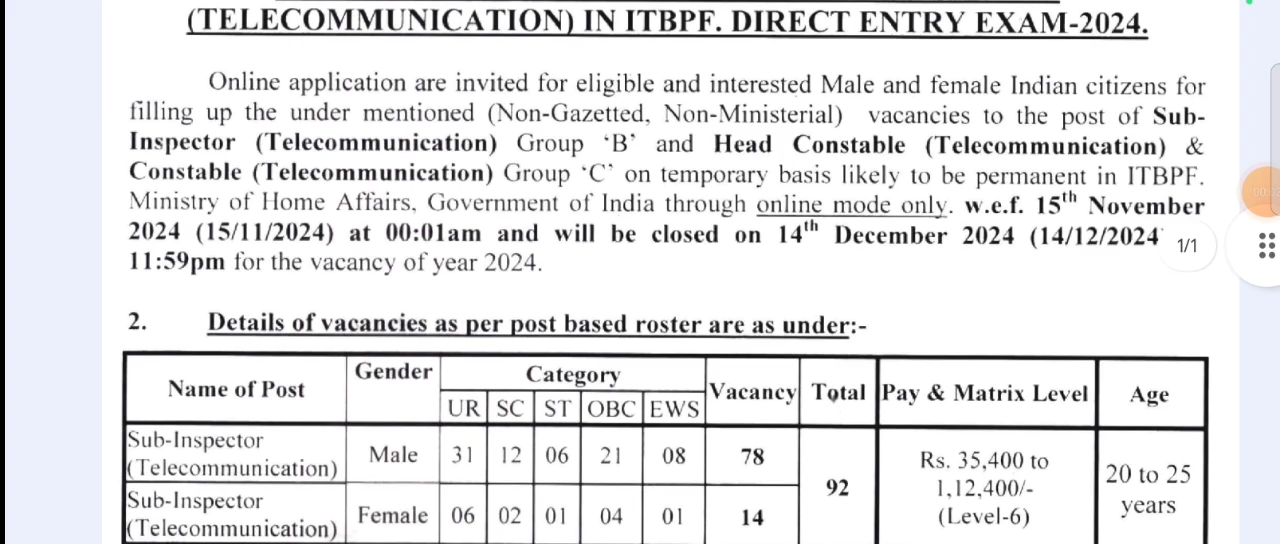 (TELECOMMUNICATION) IN ITBPF. DIRECT ENTRY EXAM-2024.
Online application are invited for eligible and interested Male and female Indian citizens for
filling up the under mentioned (Non-Gazetted, Non-Ministerial) vacancies to the post of Sub-
Inspector (Telecommunication) Group ‘B’ and Head Constable (Telecommunication) &
Constable (Telecommunication) Group ‘C’ on temporary basis likely to be permanent in ITBPF.
Ministry of Home Affairs, Government of India through online mode only. w.e.f. 15th November
2024 (15/11/2024) at 00:01am and will be closed on 14th December 2024 (14/12/2024
1/1
11:59pm for the vacancy of year 2024.
2. Details of vacancies as per post based roster are as under:-
Name of Post Gender Category Vacancy Total Pay & Matrix Level Age
UR SC ST OBC EWS
Sub-Inspector
(Telecommunication) Male 31 12 06 21 08 78
92 Rs. 35,400 to
1,12,400/-
(Level-6) 20 to 25
years
Sub-Inspector
(Telecommunication) Female 06 02 01 04 01 14